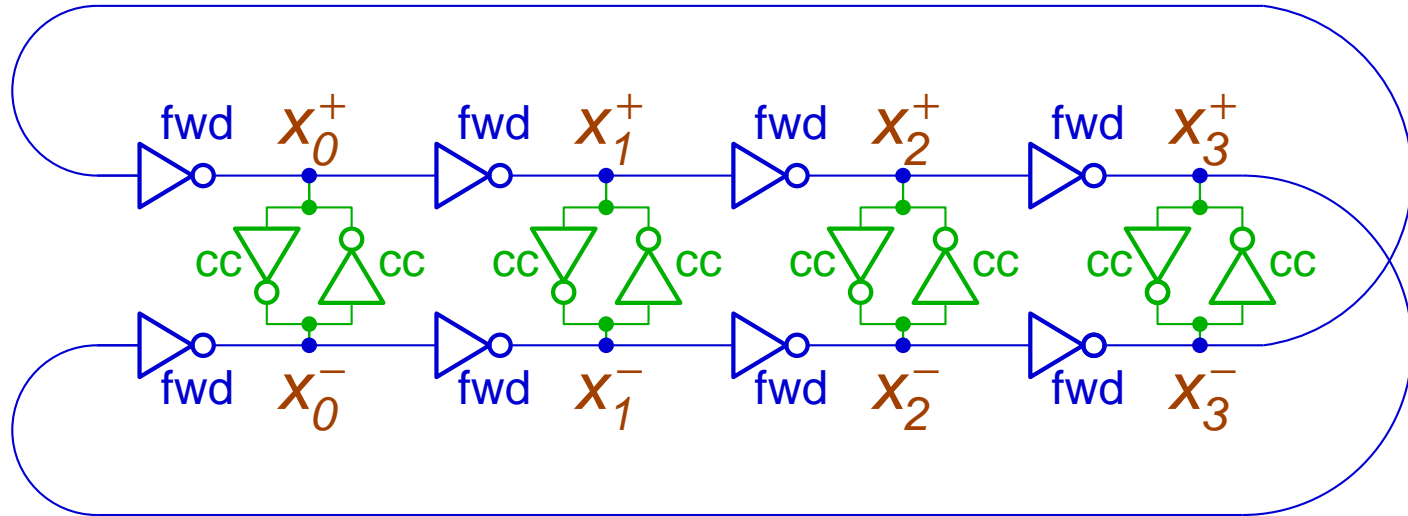 fwd x₀⁺ fwd x₁⁺ fwd x₂⁺ fwd x₃⁺
cc cc cc cc cc cc cc cc
fwd x₀⁻ fwd x₁⁻ fwd x₂⁻ fwd x₃⁻